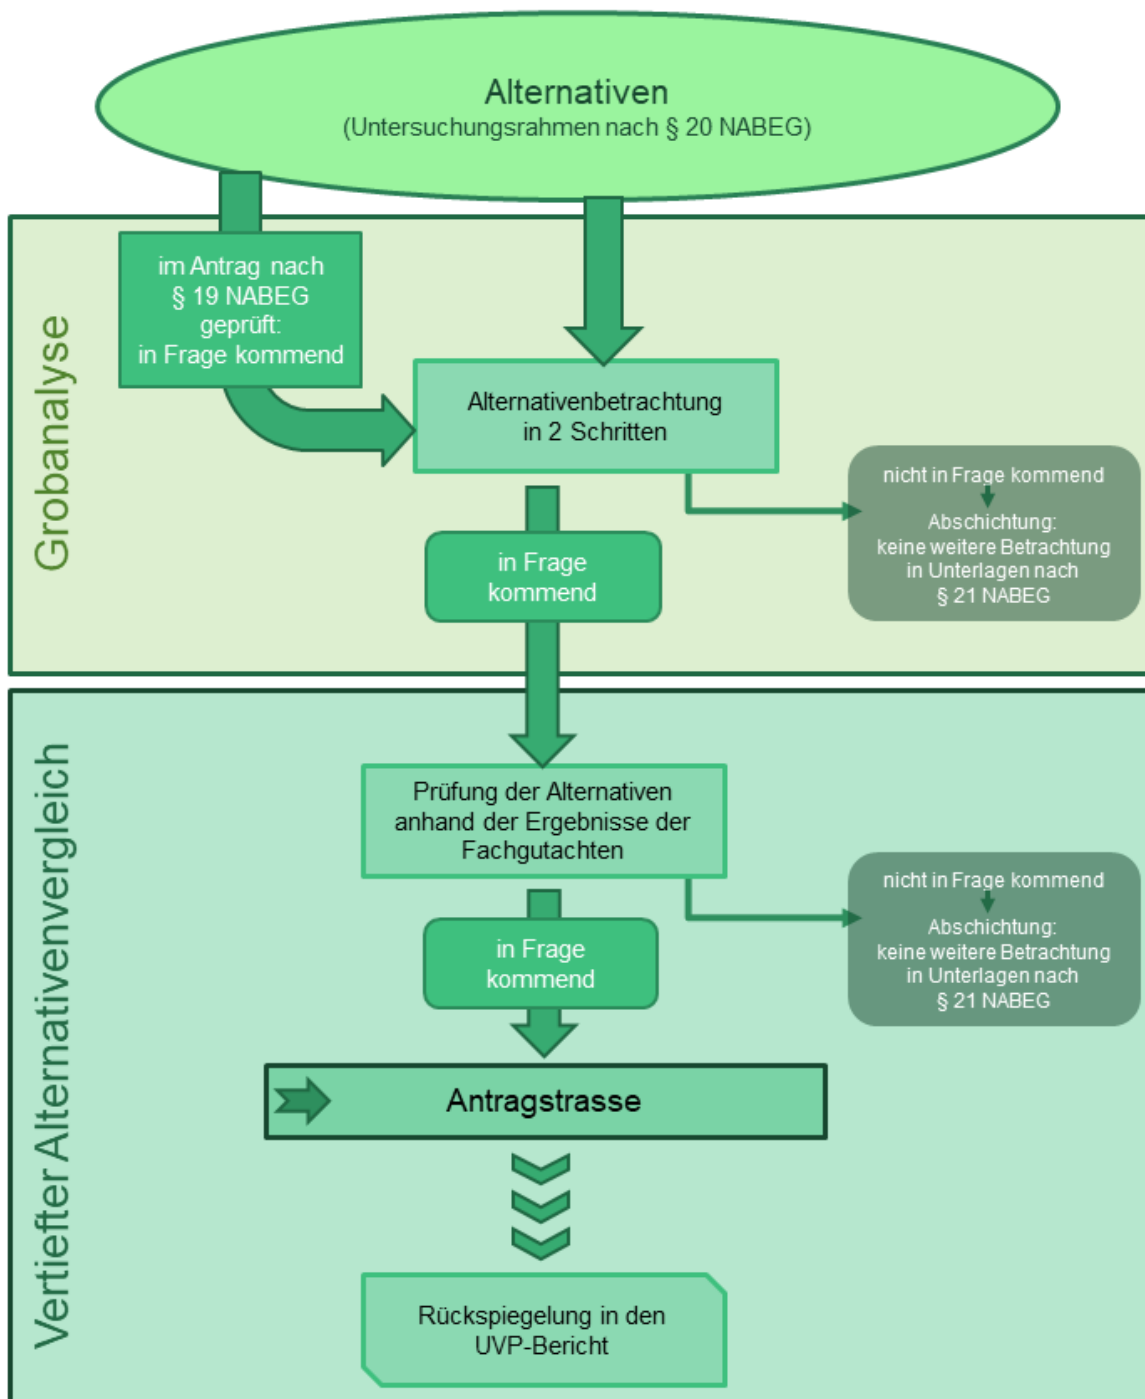 Alternativen
(Untersuchungsrahmen nach § 20 NABEG)
Grobanalyse
im Antrag nach
§ 19 NABEG
geprüft:
in Frage kommend
Alternativenbetrachtung
in 2 Schritten
nicht in Frage kommend
Abschichtung:
keine weitere Betrachtung
in Unterlagen nach
§ 21 NABEG
in Frage
kommend
Vertiefter Alternativenvergleich
Prüfung der Alternativen
anhand der Ergebnisse der
Fachgutachten
nicht in Frage kommend
Abschichtung:
keine weitere Betrachtung
in Unterlagen nach
§ 21 NABEG
in Frage
kommend
Antragstrasse
Rückspiegelung in den
UVP-Bericht